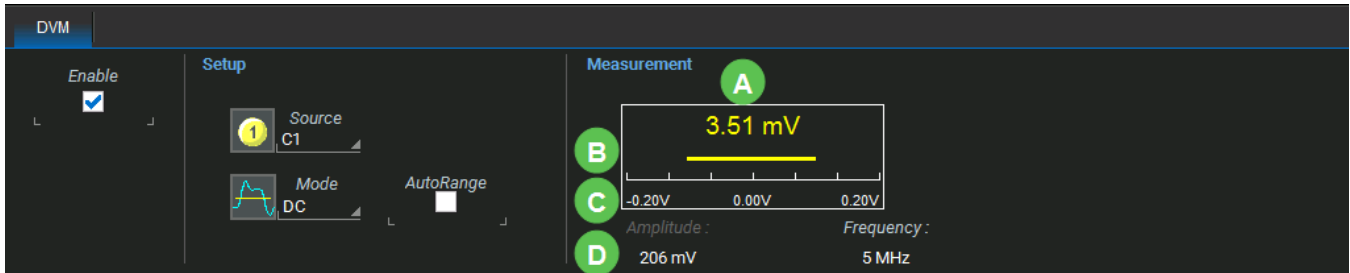 DVM
Enable
Setup
1
Source
C1
Mode
DC
AutoRange
Measurement
A
3.51 mV
B
C
-0.20V 0.00V 0.20V
Amplitude : Frequency :
D
206 mV 5 MHz